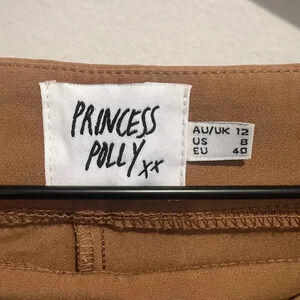 PRINCESS
POLLY xx
AU/UK 12
US 8
EU 40